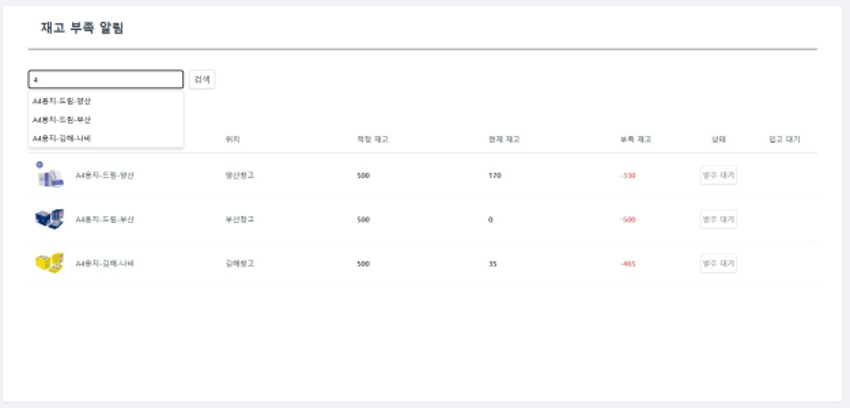 재고 부족 알림
4 검색
A4용지-드림-양산
A4용지-드림-부산
A4용지-김해-나비
위치 적정 재고 현재 재고 부족 재고 상태 입고 대기
A4용지-드림-양산 양산창고 500 170 -330 발주 대기
A4용지-드림-부산 부산창고 500 0 -500 발주 대기
A4용지-김해-나비 김해창고 500 35 -465 발주 대기